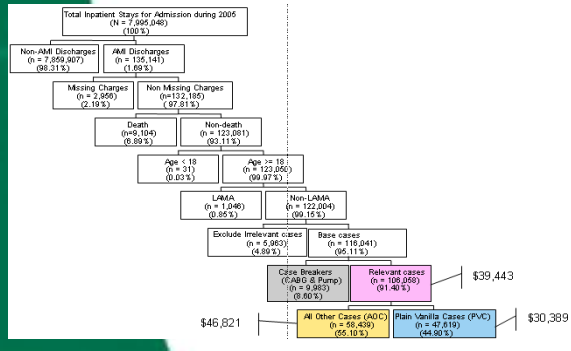 Total Inpatient Stays for Admission during 2005
(N = 7,995,048)
(100%)
Non-AMI Discharges
(n = 7,859,907)
(98.31%)
AMI Discharges
(n = 135,141)
(1.69%)
Missing Charges
(n = 2,956)
(2.19%)
Non Missing Charges
(n=132,185)
(97.81%)
Death
(n=9,104)
(6.89%)
Non-death
(n = 123,081)
(93.11%)
Age < 18
(n = 31)
(0.03%)
Age >= 18
(n = 123,050)
(99.97%)
LAMA
(n = 1,046)
(0.85%)
Non-LAMA
(n = 122,004)
(99.15%)
Exclude Irrelevant cases
(n = 5,963)
(4.89%)
Base cases
(n = 116,041)
(95.11%)
Case Breakers
(CABG & Pump)
(n = 9,983)
(8.60%)
Relevant cases
(n = 106,058)
(91.40%)
$39,443
$46,821
All Other Cases (AOC)
(n = 58,439)
(55.10%)
Plain Vanilla Cases (PVC)
(n = 47,619)
(44.90%)
$30,389